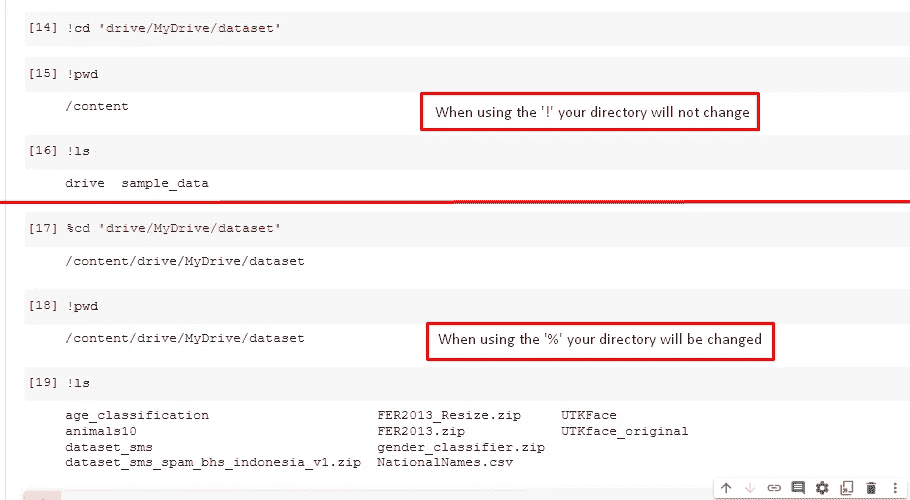 [14] !cd 'drive/MyDrive/dataset'
[15] !pwd
/content
When using the '!' your directory will not change
[16] !ls
drive  sample_data
[17] %cd 'drive/MyDrive/dataset'
/content/drive/MyDrive/dataset
[18] !pwd
/content/drive/MyDrive/dataset
When using the '%' your directory will be changed
[19] !ls
age_classification FER2013_Resize.zip UTKFace
animals10 FER2013.zip UTKface_original
dataset_sms gender_classifier.zip
dataset_sms_spam_bhs_indonesia_v1.zip NationalNames.csv